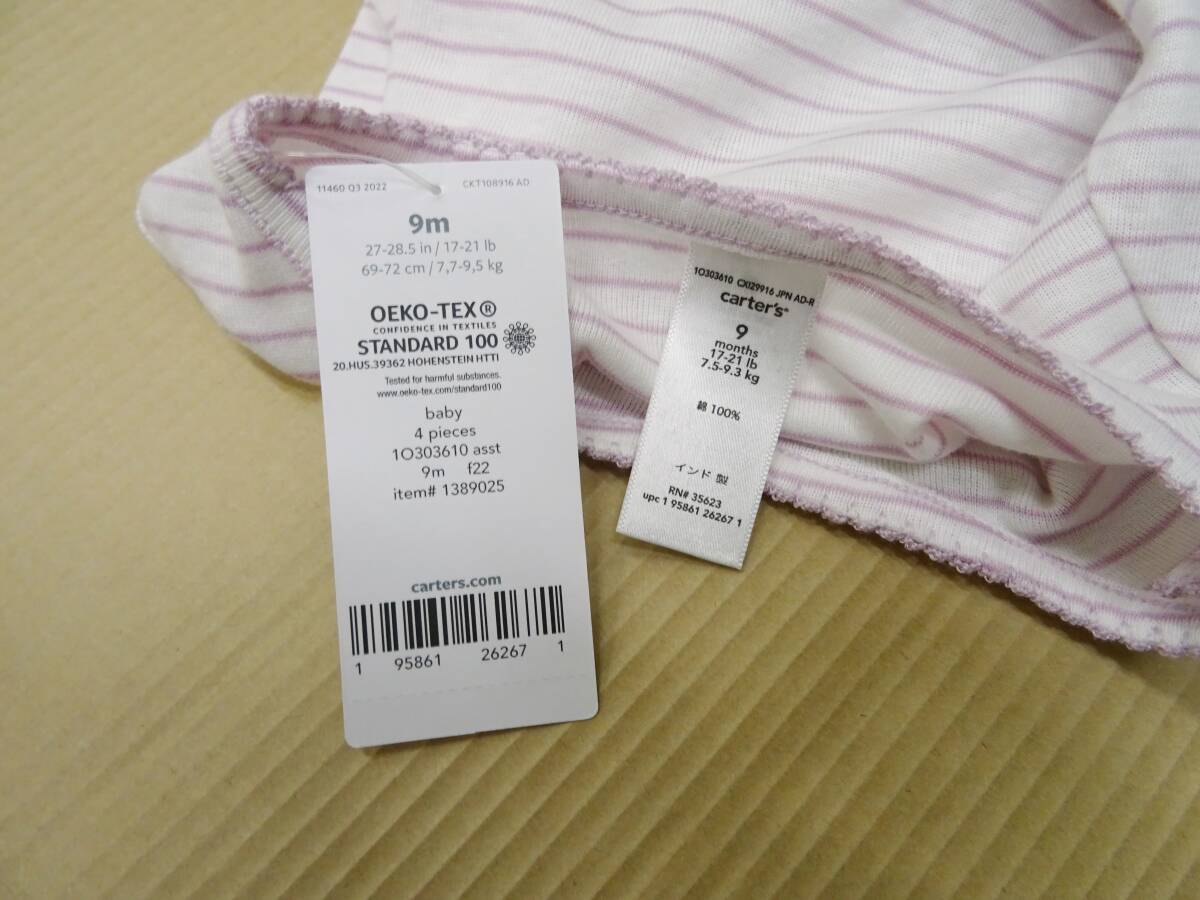 11460 Q3 2022 CKT108916 AD
9m
27-28.5 in / 17-21 lb
69-72 cm / 7,7-9,5 kg
OEKO-TEX®
CONFIDENCE IN TEXTILES
STANDARD 100
20.HUS.39362 HOHENSTEIN HTTI
Tested for harmful substances.
www.oeko-tex.com/standard100
baby
4 pieces
1O303610 asst
9m f22
item# 1389025
carters.com
1 95861 26267 1
1O303610 CXI29916 JPN AD-R
carter's®
9
months
17-21 lb
7.5-9.3 kg
綿 100%
インド 製
RN# 35623
upc 1 95861 26267 1